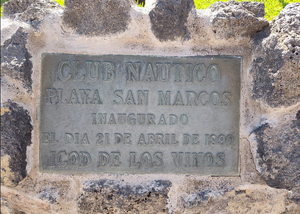 CLUB NAUTICO
PLAYA SAN MARCOS
INAUGURADO
EL DIA 21 DE ABRIL DE
ICOD DE LOS VINOS